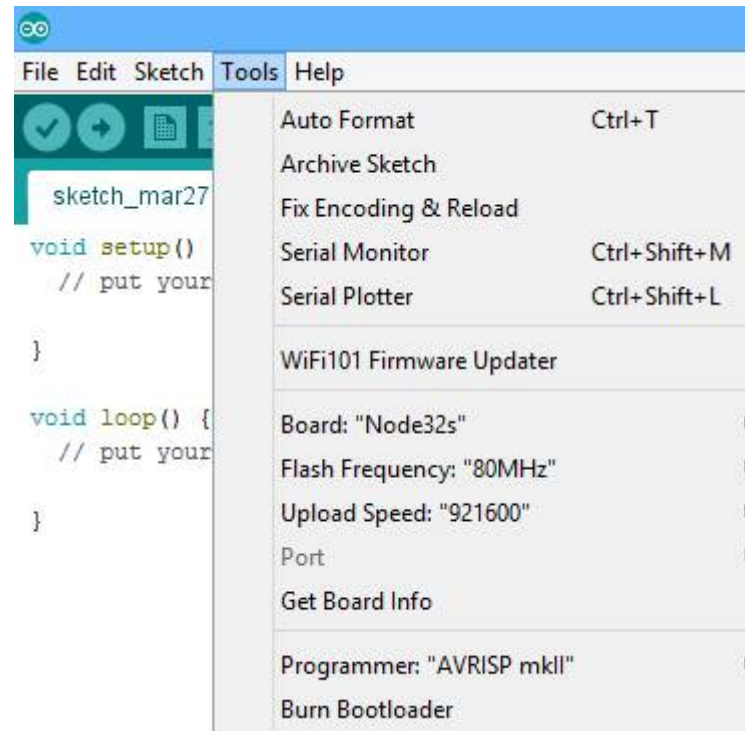 File Edit Sketch Tools Help
Auto Format Ctrl+T
Archive Sketch
sketch_mar27
Fix Encoding & Reload
void setup()
Serial Monitor Ctrl+Shift+M
// put your
Serial Plotter Ctrl+Shift+L
}
WiFi101 Firmware Updater
void loop() {
Board: "Node32s"
// put your
Flash Frequency: "80MHz"
Upload Speed: "921600"
}
Port
Get Board Info
Programmer: "AVRISP mkII"
Burn Bootloader